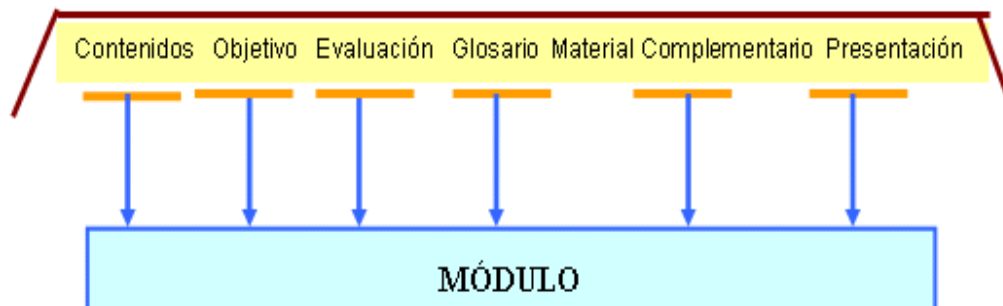 Contenidos Objetivo Evaluación Glosario Material Complementario Presentación
MÓDULO